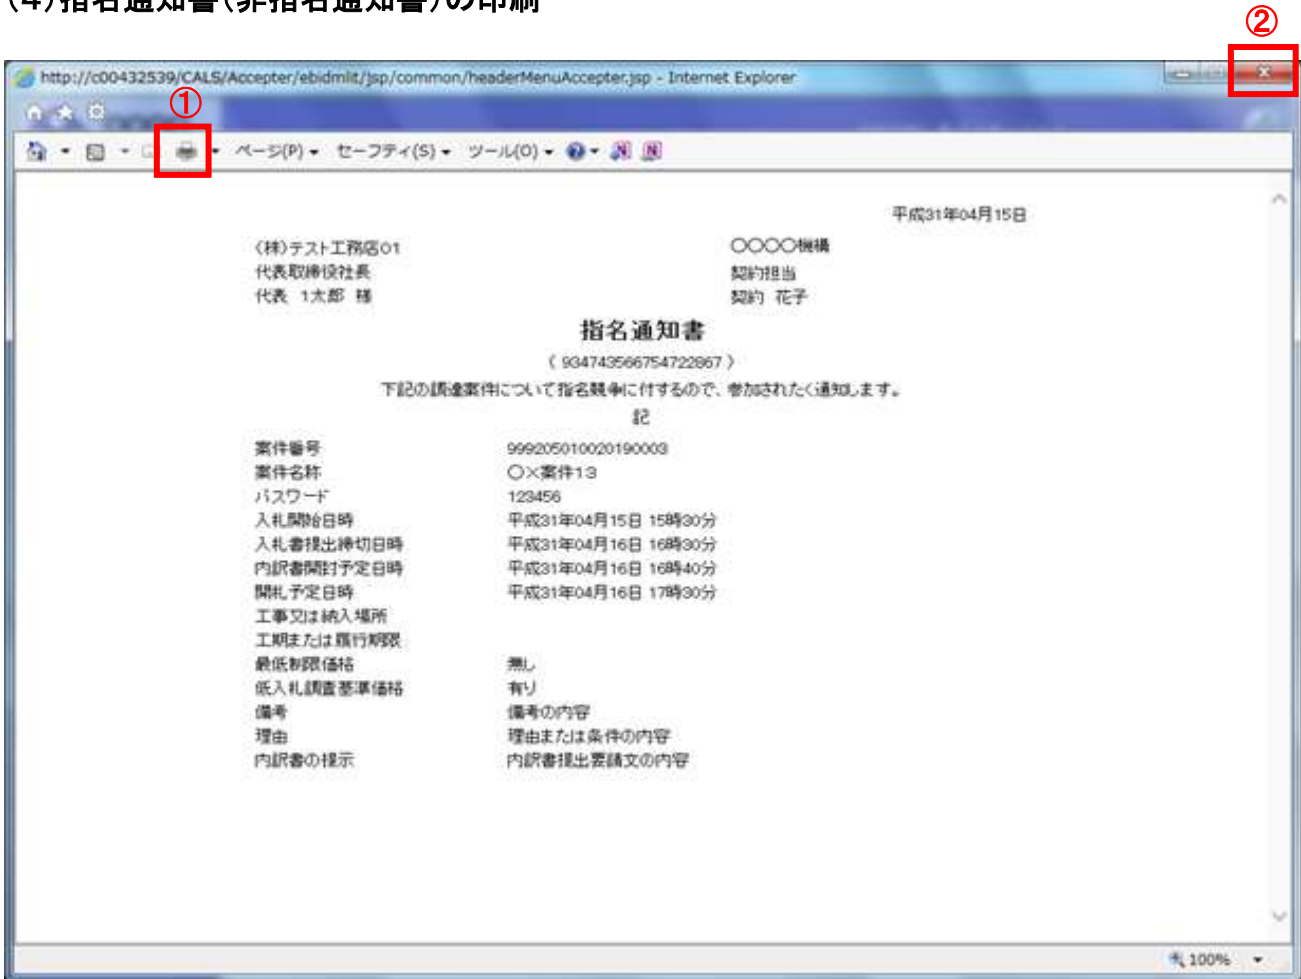 (4)指名通知書(非指名通知書)の印刷
②
http://c00432539/CALS/Accepter/ebidmlit/jsp/common/headerMenuAccepter.jsp - Internet Explorer
①
ページ(P) セーフティ(S) ツール(O)
平成31年04月15日
(株)テスト工務店01 〇〇〇〇機構
代表取締役社長 契約担当
代表 1太郎 様 契約 花子
指名通知書
( 934743566754722867 )
下記の調達案件について指名競争に付するので、参加されたく通知します。
記
案件番号 999205010020190003
案件名称 〇×案件13
パスワード 123456
入札開始日時 平成31年04月15日 15時30分
入札書提出締切日時 平成31年04月16日 16時30分
内訳書開封予定日時 平成31年04月16日 16時40分
開札予定日時 平成31年04月16日 17時30分
工事又は納入場所
工期または履行期限
最低制限価格 無し
低入札調査基準価格 有り
備考 備考の内容
理由 理由または条件の内容
内訳書の提示 内訳書提出要請文の内容
100%